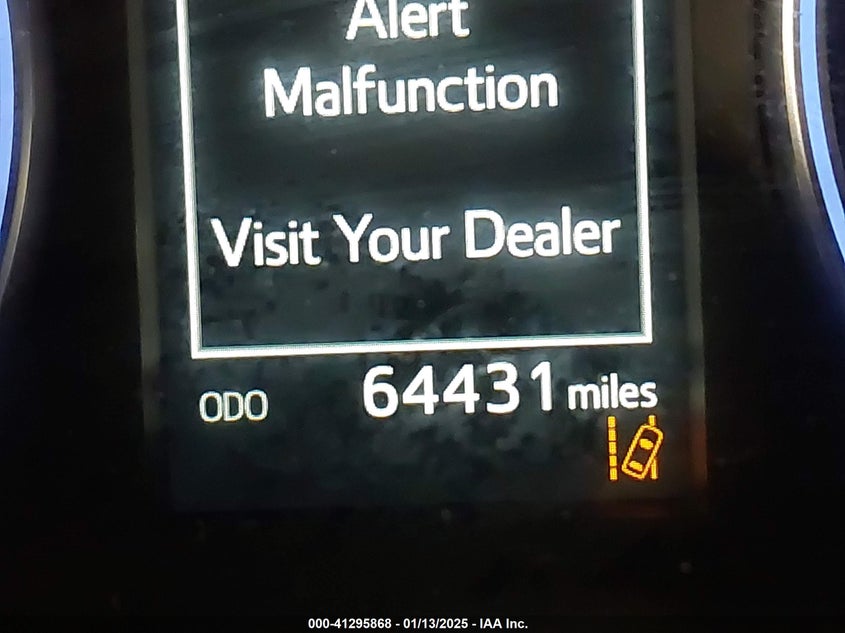 Alert
Malfunction
Visit Your Dealer
ODO 64431 miles
000-41295868 - 01/13/2025 - IAA Inc.